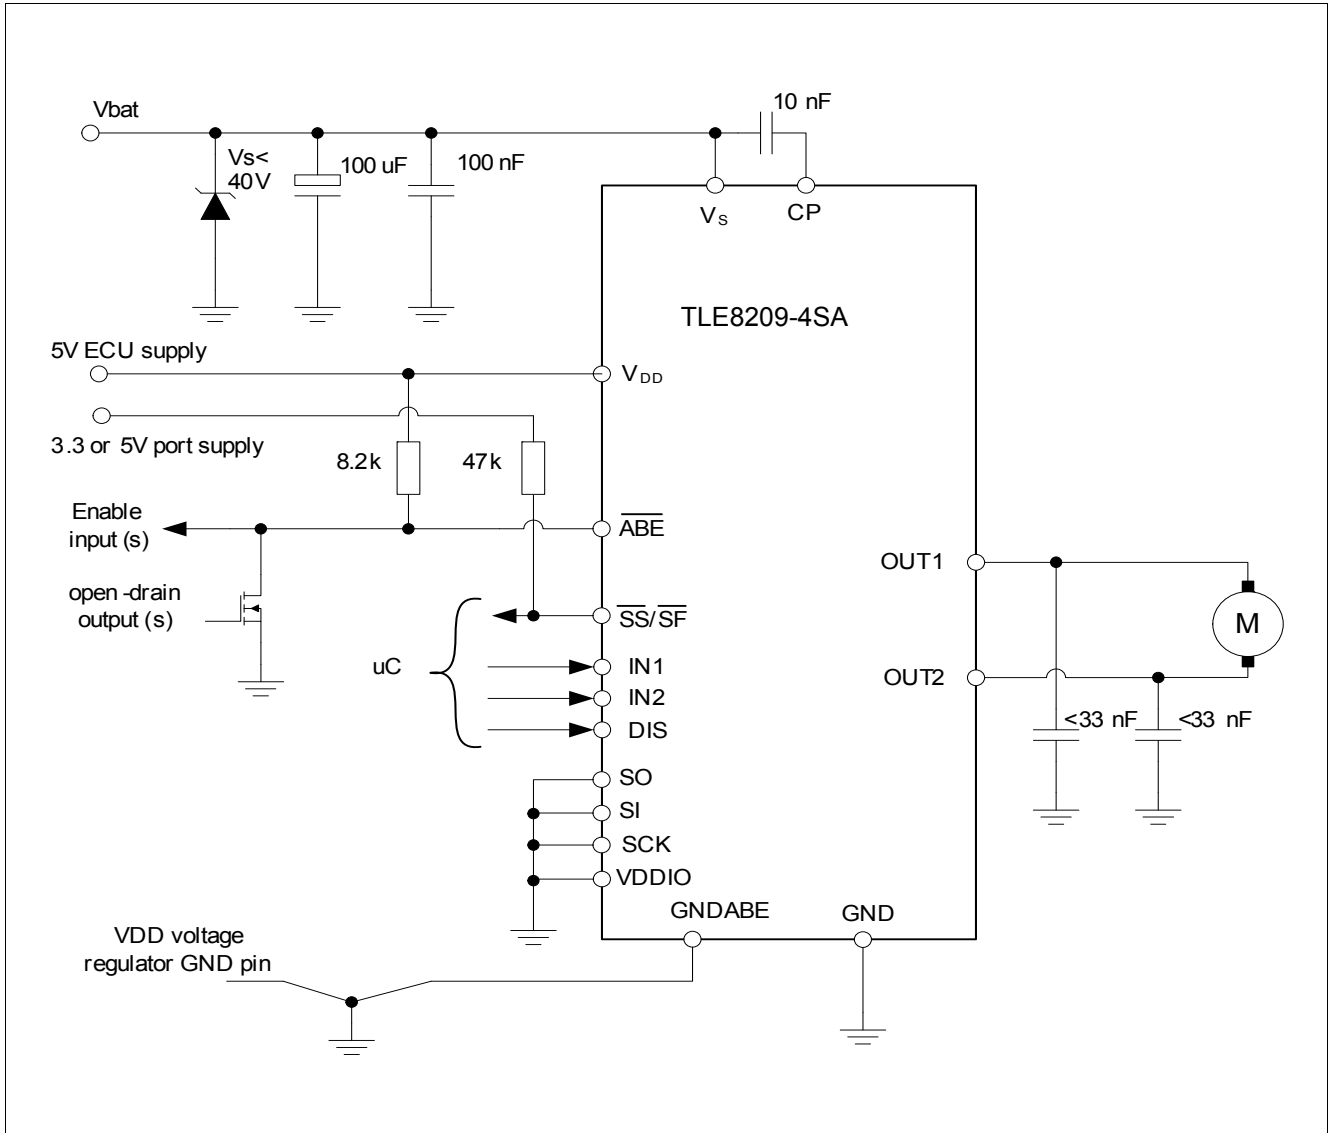 Vbat
10 nF
Vs<
40V
100 uF
100 nF
VS
CP
TLE8209-4SA
5V ECU supply
VDD
3.3 or 5V port supply
8.2k
47k
Enable
input (s)
ABE
open-drain
output (s)
OUT1
SS/SF
M
uC
IN1
OUT2
IN2
<33 nF
<33 nF
DIS
SO
SI
SCK
VDDIO
GNDABE
GND
VDD voltage
regulator GND pin